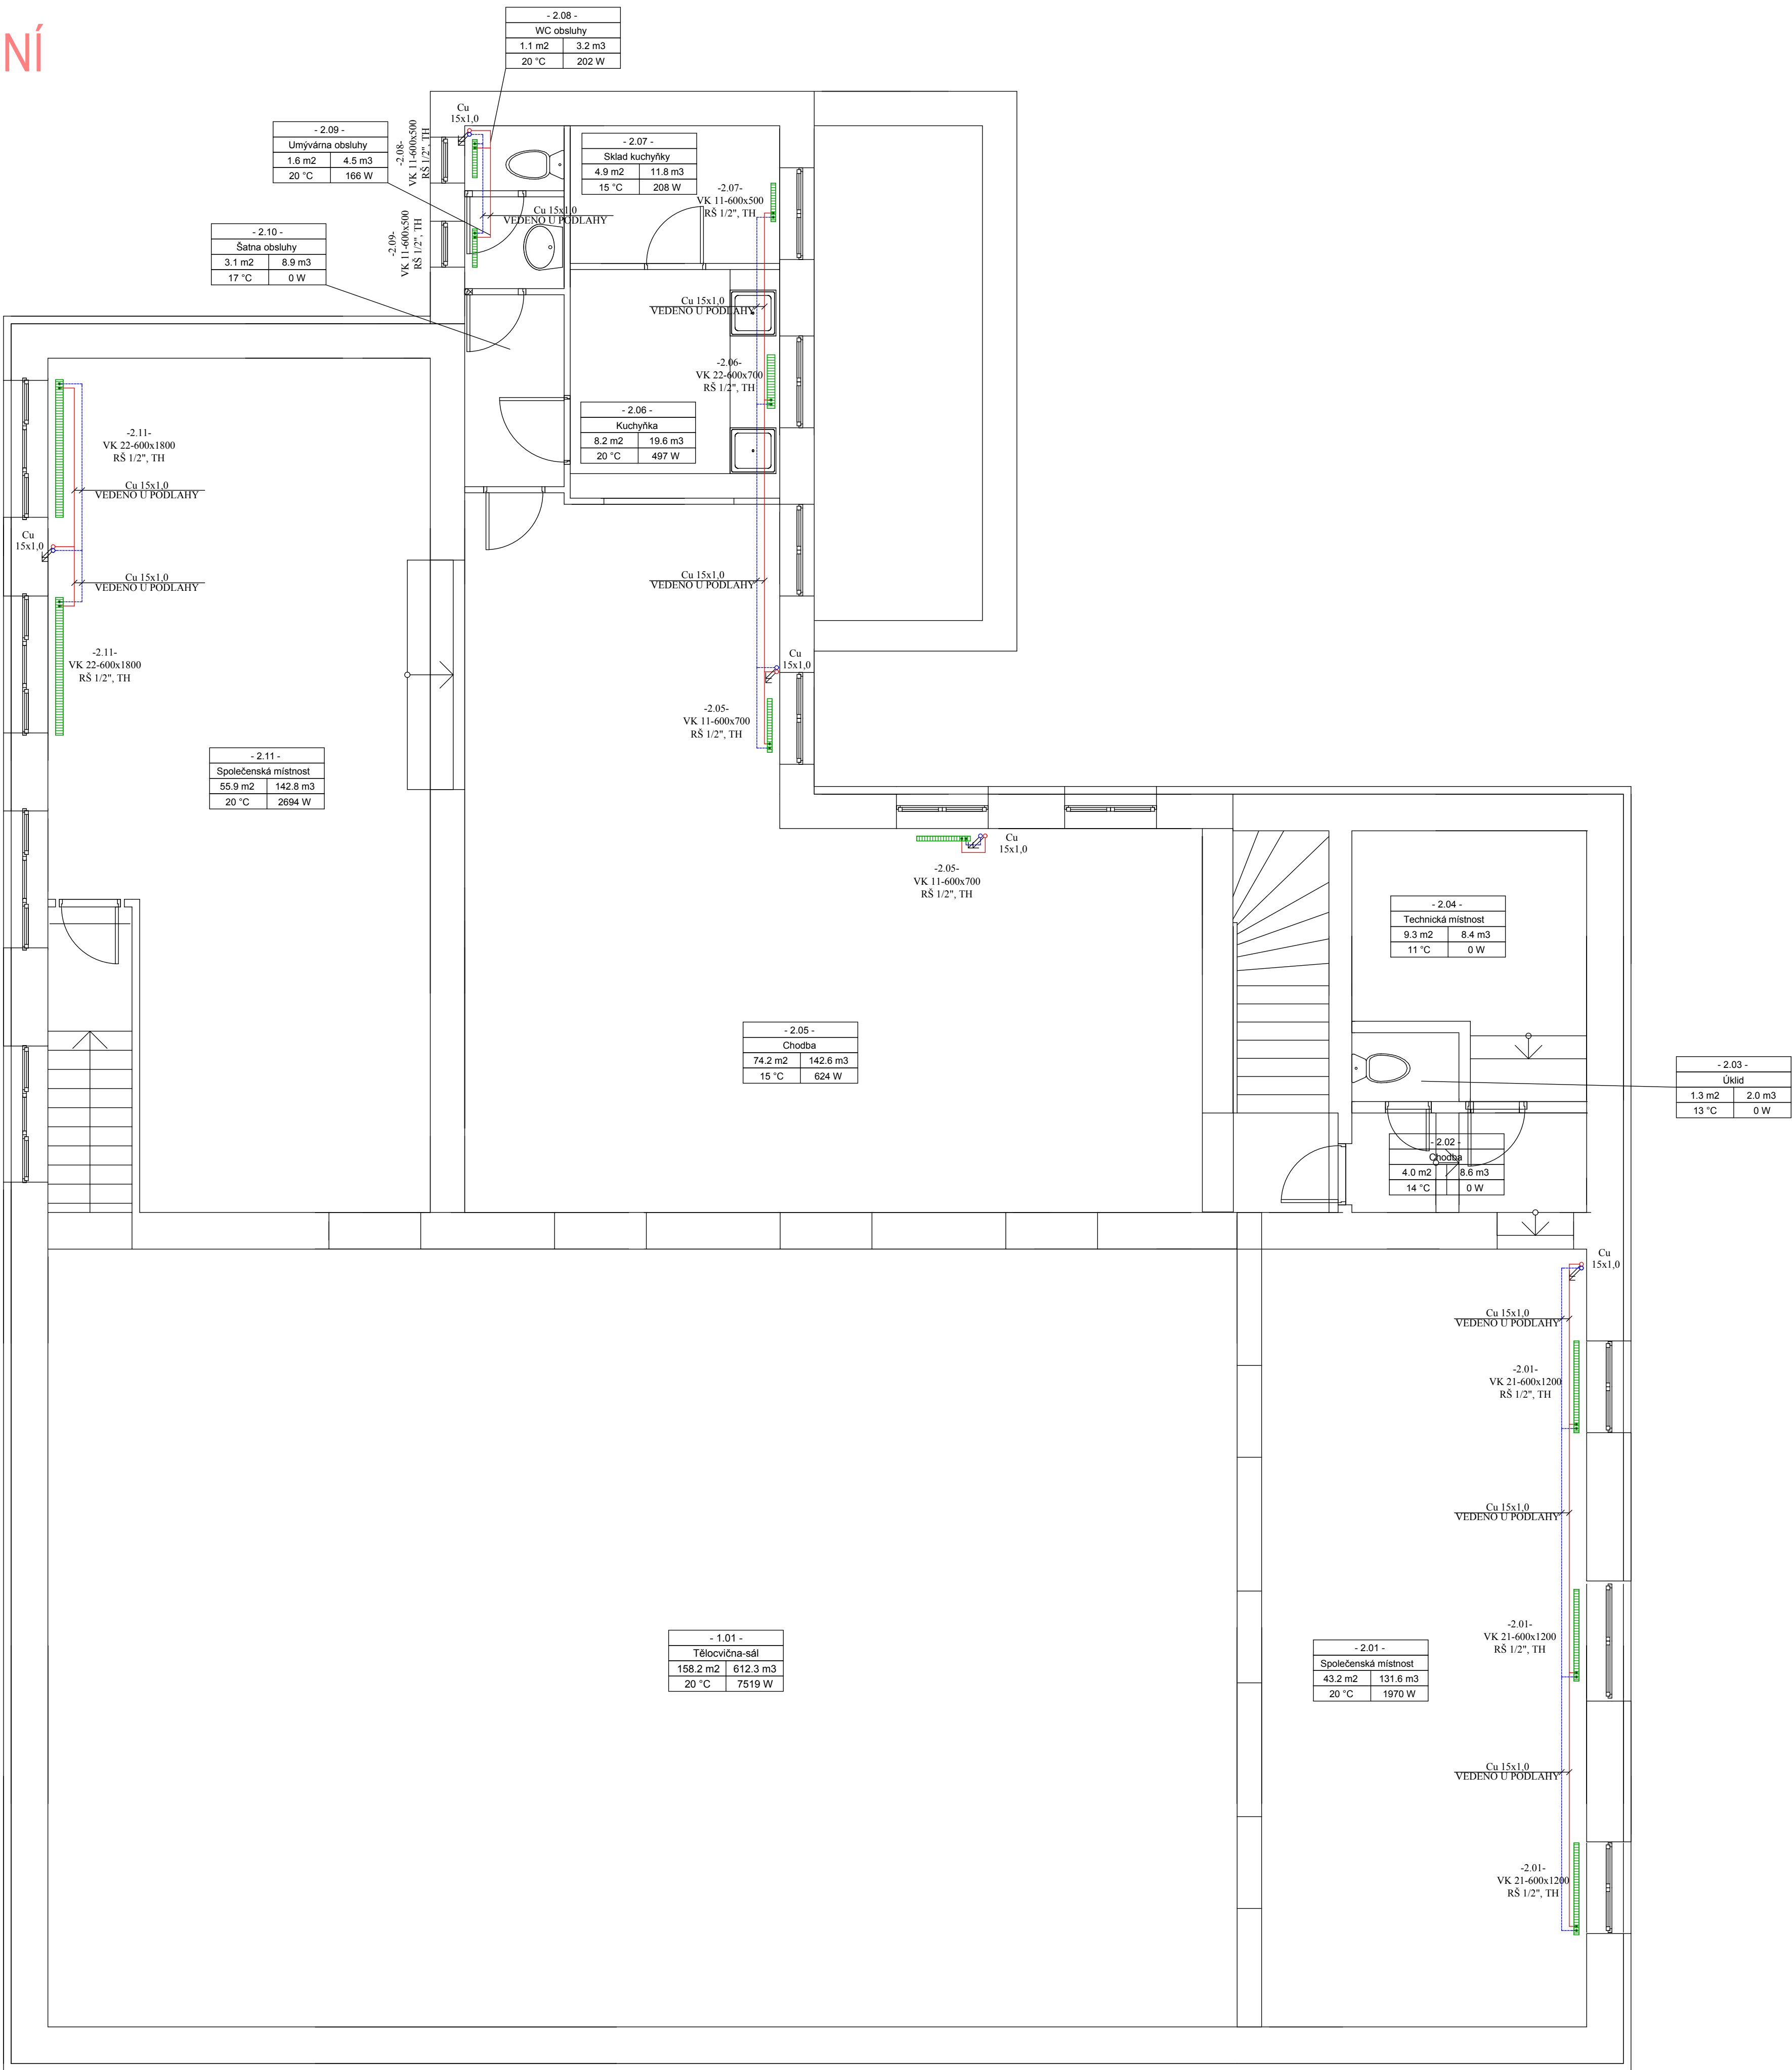 NÍ
- 2.08 -
WC obsluhy
1.1 m2 3.2 m3
20 °C 202 W
- 2.09 -
Umývárna obsluhy
1.6 m2 4.5 m3
20 °C 166 W
- 2.10 -
Šatna obsluhy
3.1 m2 8.9 m3
17 °C 0 W
Cu
15x1,0
-2.08-
VK 11-600x500
RŠ 1/2", TH
-2.09-
VK 11-600x500
RŠ 1/2", TH
Cu 15x1,0
VEDENO U PODLAHY
- 2.07 -
Sklad kuchyňky
4.9 m2 11.8 m3
15 °C 208 W
-2.07-
VK 11-600x500
RŠ 1/2", TH
Cu 15x1,0
VEDENO U PODLAHY
-2.06-
VK 22-600x700
RŠ 1/2", TH
- 2.06 -
Kuchyňka
8.2 m2 19.6 m3
20 °C 497 W
-2.11-
VK 22-600x1800
RŠ 1/2", TH
Cu 15x1,0
VEDENO U PODLAHY
Cu
15x1,0
Cu 15x1,0
VEDENO U PODLAHY
-2.11-
VK 22-600x1800
RŠ 1/2", TH
Cu 15x1,0
VEDENO U PODLAHY
Cu
15x1,0
-2.05-
VK 11-600x700
RŠ 1/2", TH
- 2.11 -
Společenská místnost
55.9 m2 142.8 m3
20 °C 2694 W
Cu
15x1,0
-2.05-
VK 11-600x700
RŠ 1/2", TH
- 2.04 -
Technická místnost
9.3 m2 8.4 m3
11 °C 0 W
- 2.05 -
Chodba
74.2 m2 142.6 m3
15 °C 624 W
- 2.03 -
Úklid
1.3 m2 2.0 m3
13 °C 0 W
- 2.02 -
Chodba
4.0 m2 8.6 m3
14 °C 0 W
Cu
15x1,0
Cu 15x1,0
VEDENO U PODLAHY
-2.01-
VK 21-600x1200
RŠ 1/2", TH
Cu 15x1,0
VEDENO U PODLAHY
-2.01-
VK 21-600x1200
RŠ 1/2", TH
- 1.01 -
Tělocvična-sál
158.2 m2 612.3 m3
20 °C 7519 W
- 2.01 -
Společenská místnost
43.2 m2 131.6 m3
20 °C 1970 W
Cu 15x1,0
VEDENO U PODLAHY
-2.01-
VK 21-600x1200
RŠ 1/2", TH